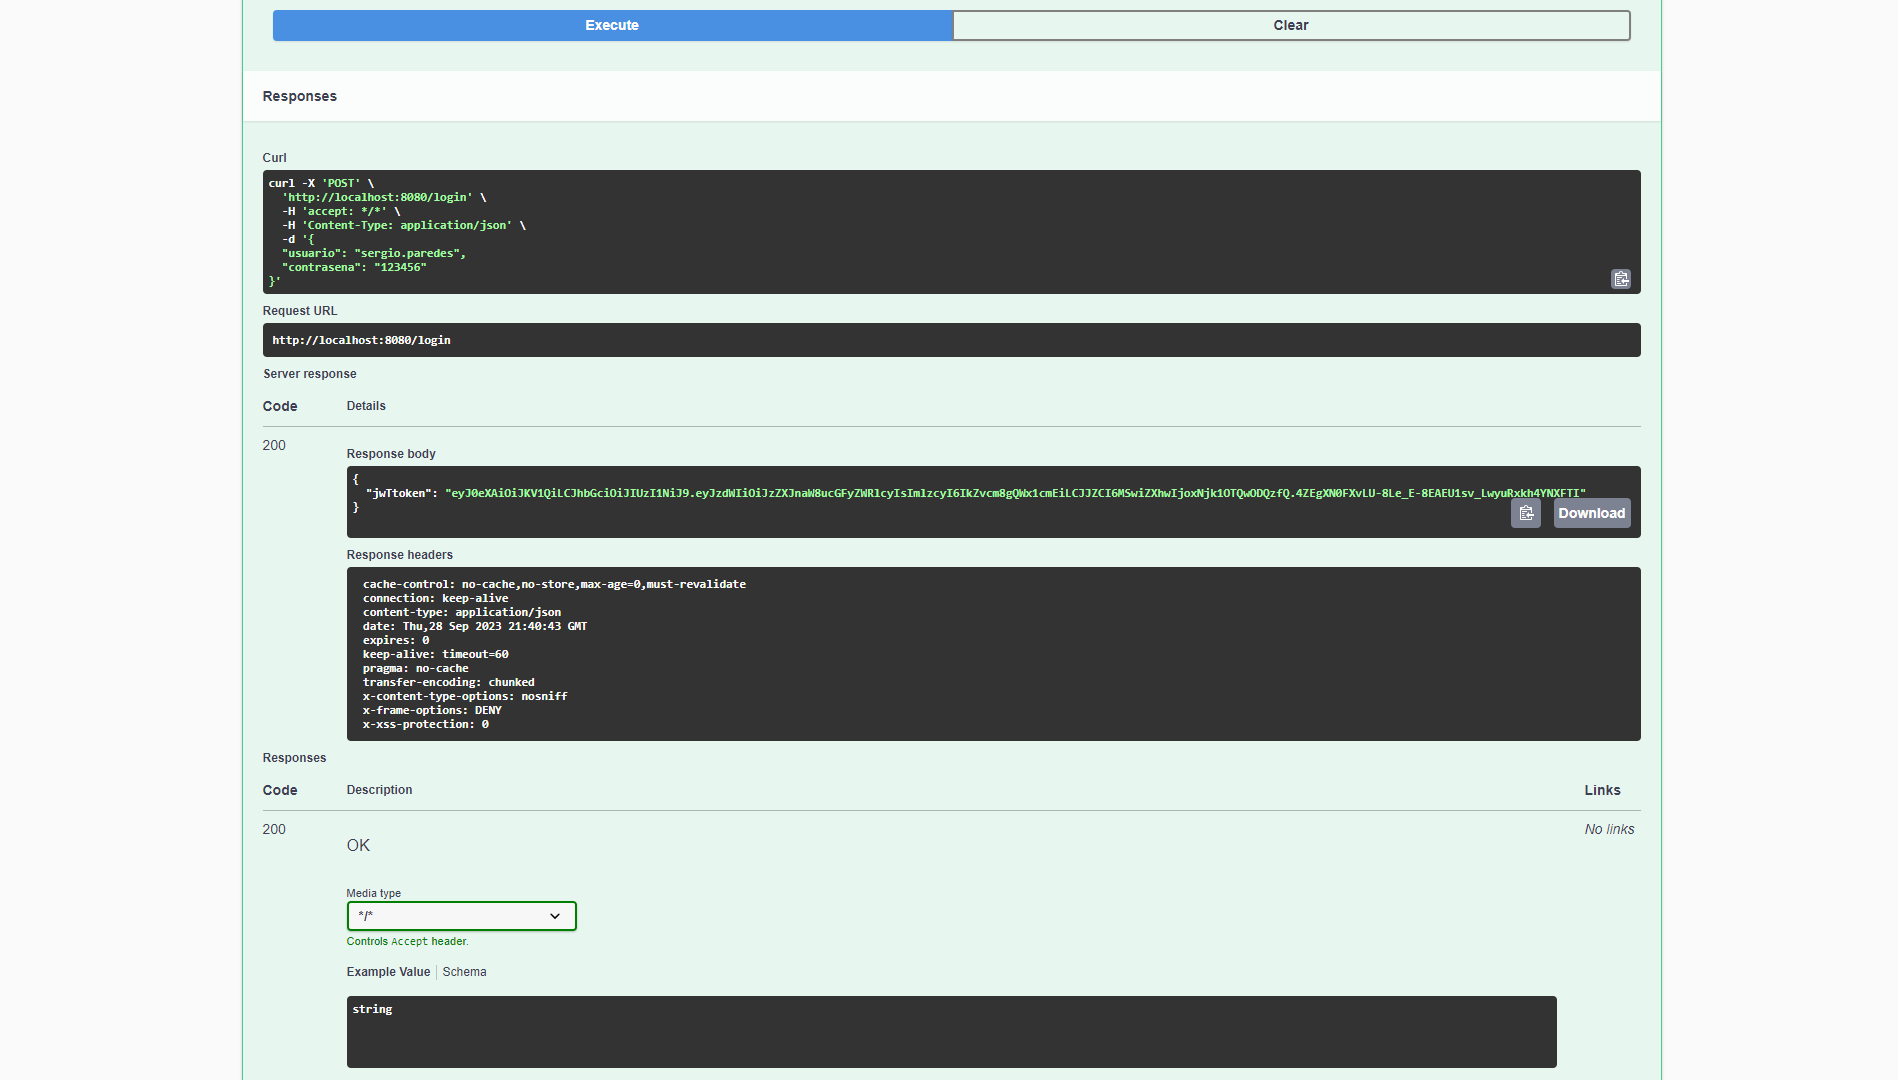 Execute
Clear
Responses
Curl
curl -X 'POST' \
'http://localhost:8080/login' \
-H 'accept: */*' \
-H 'Content-Type: application/json' \
-d '{
"usuario": "sergio.paredes",
"contrasena": "123456"
}'
Request URL
http://localhost:8080/login
Server response
Code Details
200
Response body
{
"jwTtoken": "eyJ0eXAiOiJKV1QiLCJhbGciOiJIUzI1NiJ9.eyJzdWIiOiJzZXJnaW8ucGFyZWRlcyIsImlzcyI6IkZvcm8gQWx1cmEiLCJJZCI6MSwiZXhwIjoxNjk1OTQwODQzfQ.4ZEgXN0FXvLU-8Le_E-8EAEU1sv_LwyuRxkh4YNXFTI"
}
Download
Response headers
cache-control: no-cache,no-store,max-age=0,must-revalidate
connection: keep-alive
content-type: application/json
date: Thu,28 Sep 2023 21:40:43 GMT
expires: 0
keep-alive: timeout=60
pragma: no-cache
transfer-encoding: chunked
x-content-type-options: nosniff
x-frame-options: DENY
x-xss-protection: 0
Responses
Code Description Links
200 No links
OK
Media type
*/*
Controls Accept header.
Example Value Schema
string